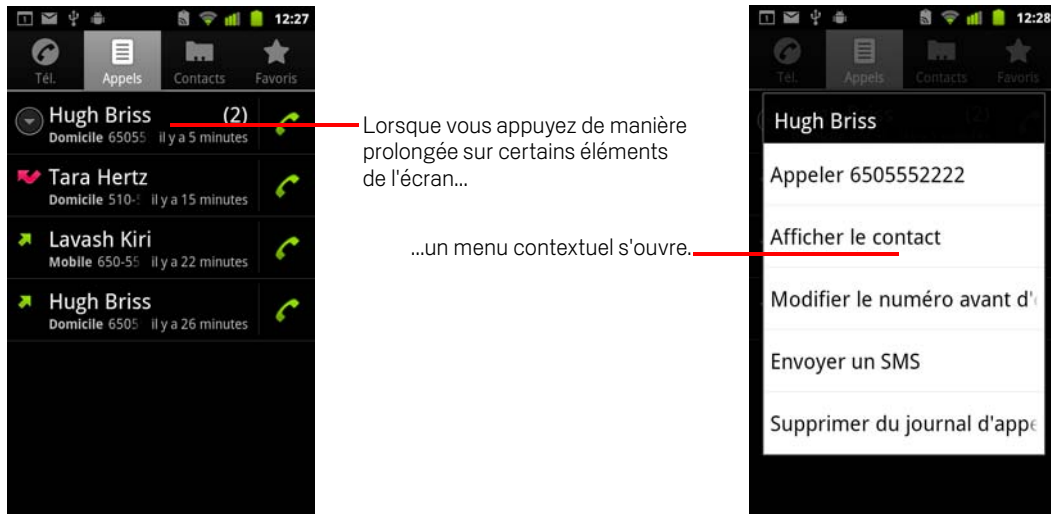 12:27
Tél. Appels Contacts Favoris
Hugh Briss (2)
Domicile 65055 il y a 5 minutes
Tara Hertz
Domicile 510- il y a 15 minutes
Lavash Kiri
Mobile 650-55 il y a 22 minutes
Hugh Briss
Domicile 6505 il y a 26 minutes
Lorsque vous appuyez de manière
prolongée sur certains éléments
de l'écran...
...un menu contextuel s'ouvre.
12:28
Tél. Appels Contacts Favoris
Hugh Briss
Appeler 6505552222
Afficher le contact
Modifier le numéro avant d'
Envoyer un SMS
Supprimer du journal d'appe